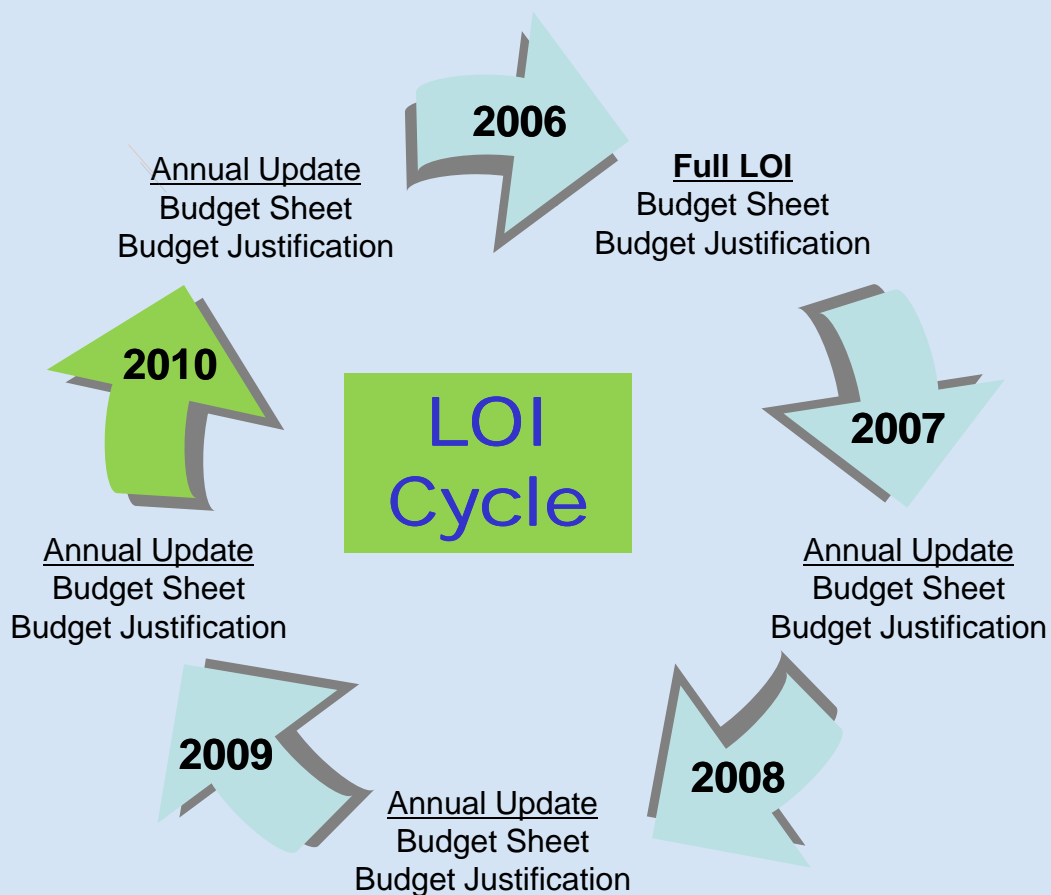 2006
Full LOI
Budget Sheet
Budget Justification
2007
Annual Update
Budget Sheet
Budget Justification
2008
Annual Update
Budget Sheet
Budget Justification
2009
Annual Update
Budget Sheet
Budget Justification
2010
Annual Update
Budget Sheet
Budget Justification
LOI
Cycle